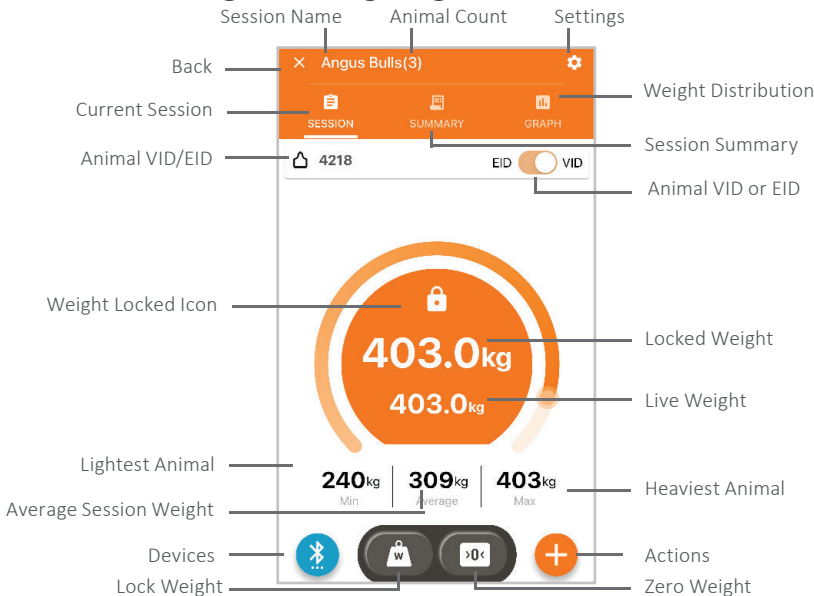 Session Name Animal Count Settings
Back
Angus Bulls(3)
Current Session
Weight Distribution
SESSION SUMMARY GRAPH
Session Summary
Animal VID/EID
4218 EID VID
Animal VID or EID
Weight Locked Icon
403.0kg
Locked Weight
403.0kg
Live Weight
Lightest Animal
240kg 309kg 403kg
Min Average Max
Heaviest Animal
Average Session Weight
W >0<
Devices
Actions
Lock Weight
Zero Weight